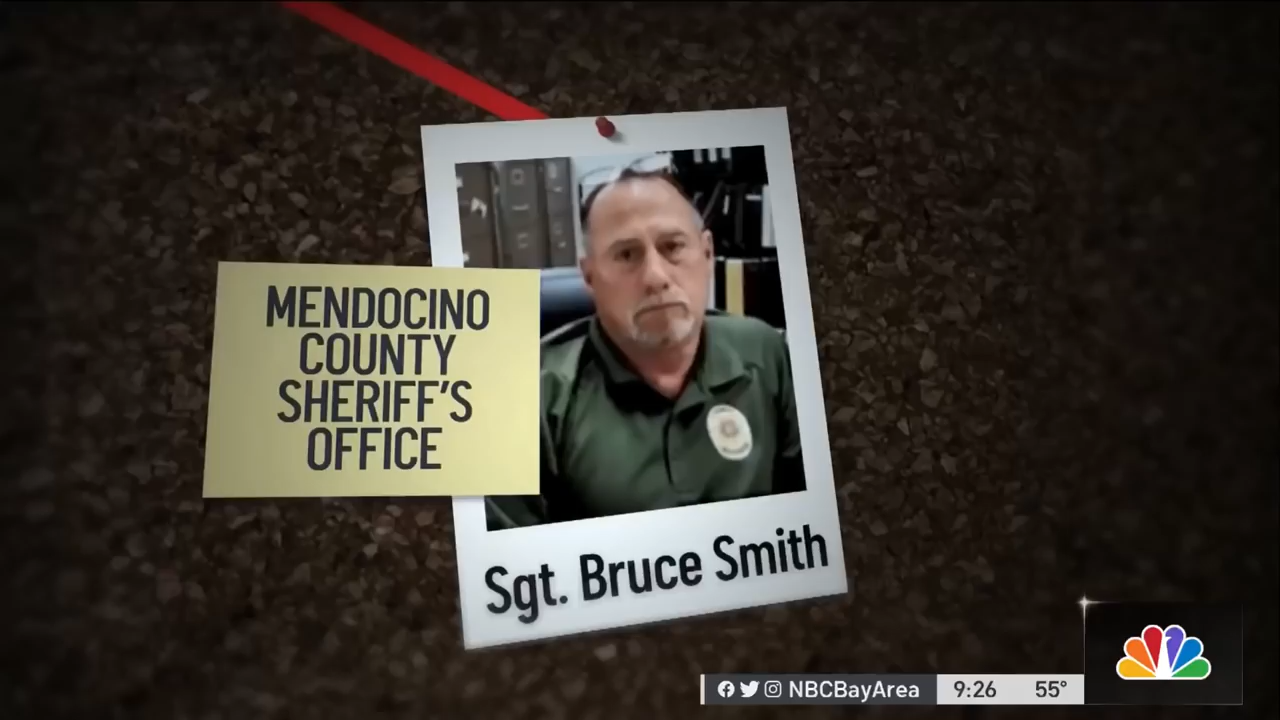 MENDOCINO
COUNTY
SHERIFF'S
OFFICE
Sgt. Bruce Smith
NBCBayArea
9:26
55°